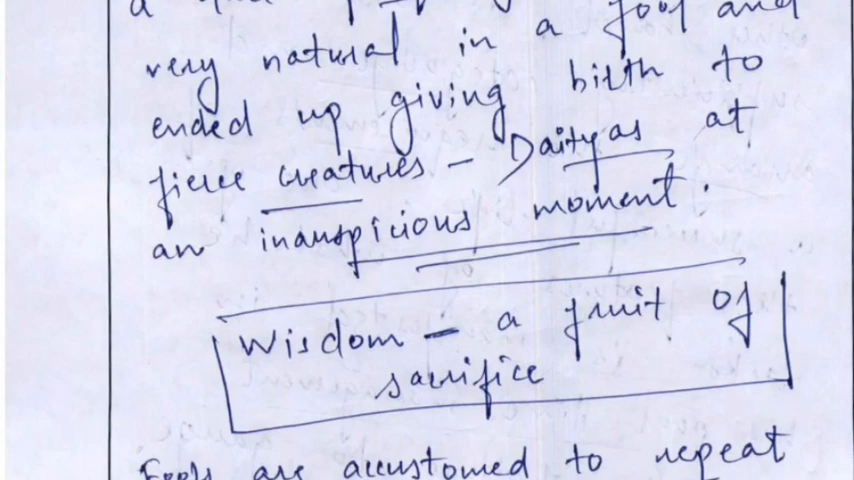 very natural in a fool and
ended up giving birth to
fierce creatures - Daityas at
an inauspicious moment.
Wisdom - a fruit of
sacrifice
Fools are accustomed to repeat